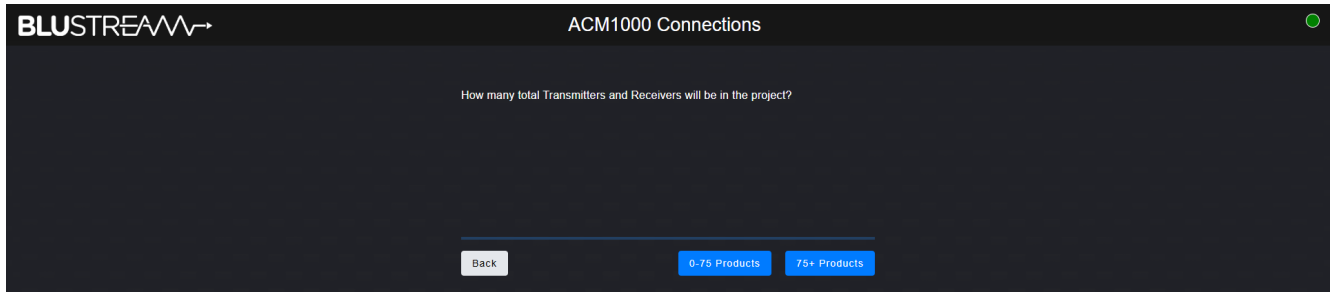 BLUSTREAM
ACM1000 Connections
How many total Transmitters and Receivers will be in the project?
Back
0-75 Products
75+ Products